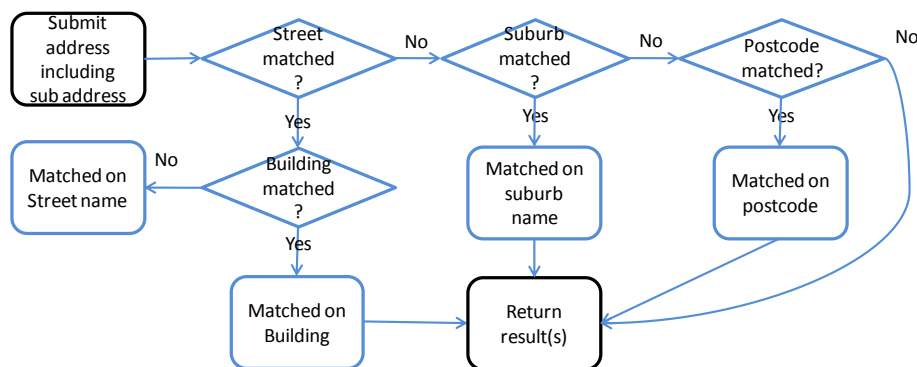 Submit
address
including
sub address
Street
matched
?
No
Suburb
matched
?
No
Postcode
matched?
No
Yes
Yes
Yes
Matched on
Street name
No
Building
matched
?
Matched on
suburb
name
Matched on
postcode
Yes
Matched on
Building
Return
result(s)